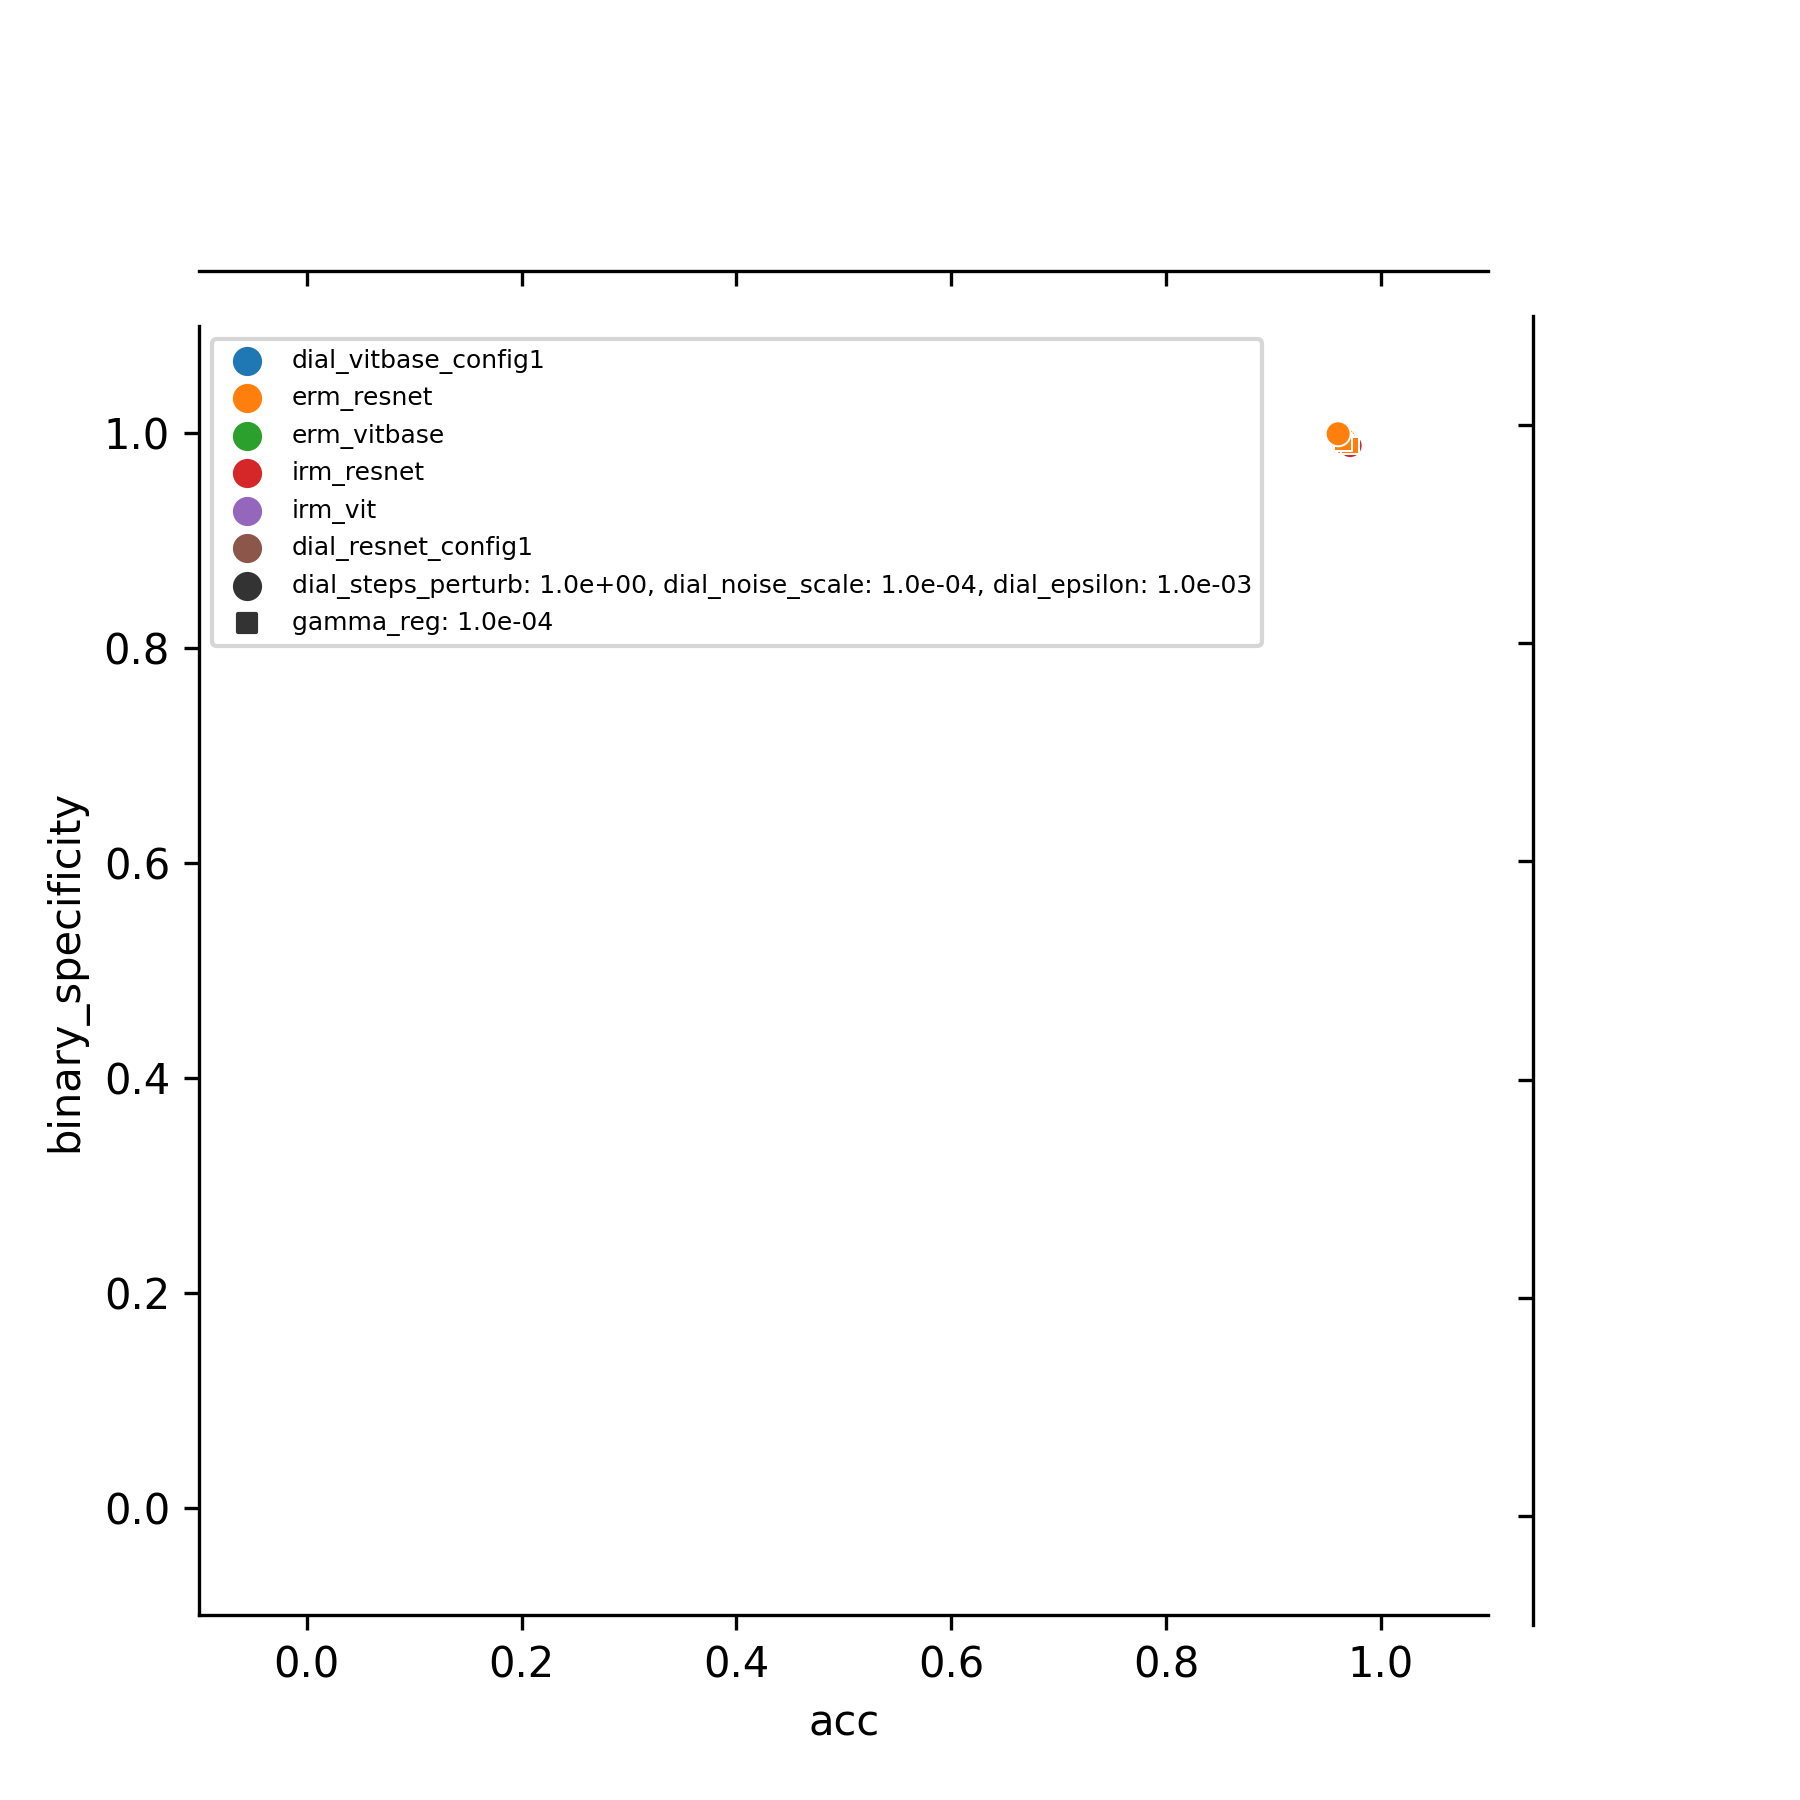 dial_vitbase_config1
erm_resnet
erm_vitbase
irm_resnet
irm_vit
dial_resnet_config1
dial_steps_perturb: 1.0e+00, dial_noise_scale: 1.0e-04, dial_epsilon: 1.0e-03
gamma_reg: 1.0e-04
1.0
0.8
0.6
0.4
0.2
0.0
binary_specificity
0.0 0.2 0.4 0.6 0.8 1.0
acc